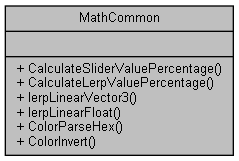 MathCommon
+ CalculateSliderValuePercentage()
+ CalculateLerpValuePercentage()
+ lerpLinearVector3()
+ lerpLinearFloat()
+ ColorParseHex()
+ ColorInvert()